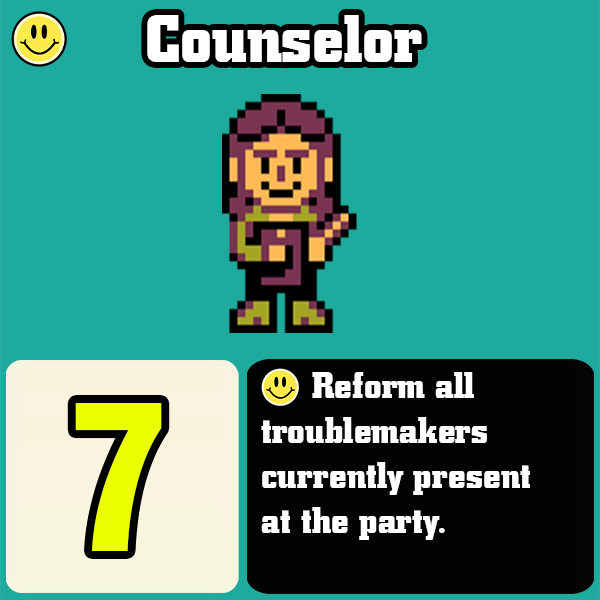 Counselor
7
Reform all
troublemakers
currently present
at the party.